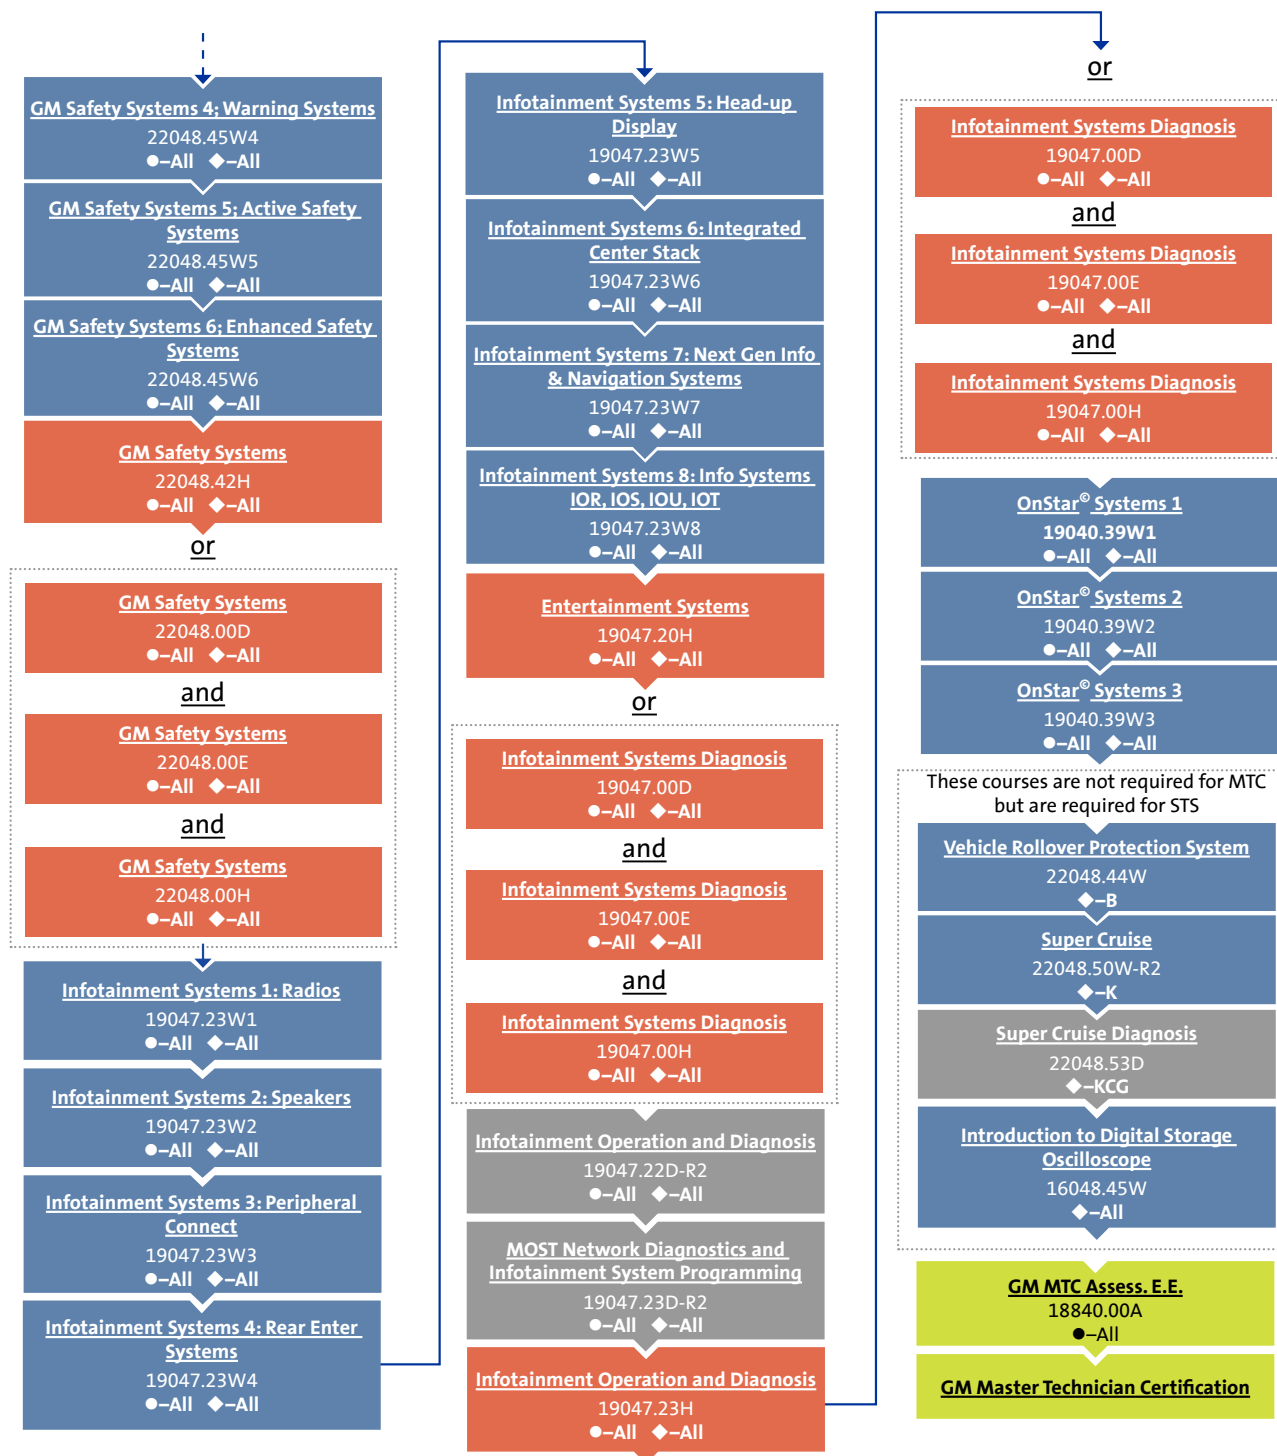 GM Safety Systems 4; Warning Systems
22048.45W4
●–All ◆–All
GM Safety Systems 5; Active Safety
Systems
22048.45W5
●–All ◆–All
GM Safety Systems 6; Enhanced Safety
Systems
22048.45W6
●–All ◆–All
GM Safety Systems
22048.42H
●–All ◆–All
or
GM Safety Systems
22048.00D
●–All ◆–All
and
GM Safety Systems
22048.00E
●–All ◆–All
and
GM Safety Systems
22048.00H
●–All ◆–All
Infotainment Systems 1: Radios
19047.23W1
●–All ◆–All
Infotainment Systems 2: Speakers
19047.23W2
●–All ◆–All
Infotainment Systems 3: Peripheral
Connect
19047.23W3
●–All ◆–All
Infotainment Systems 4: Rear Enter
Systems
19047.23W4
●–All ◆–All
Infotainment Systems 5: Head-up
Display
19047.23W5
●–All ◆–All
Infotainment Systems 6: Integrated
Center Stack
19047.23W6
●–All ◆–All
Infotainment Systems 7: Next Gen Info
& Navigation Systems
19047.23W7
●–All ◆–All
Infotainment Systems 8: Info Systems
IOR, IOS, IOU, IOT
19047.23W8
●–All ◆–All
Entertainment Systems
19047.20H
●–All ◆–All
or
Infotainment Systems Diagnosis
19047.00D
●–All ◆–All
and
Infotainment Systems Diagnosis
19047.00E
●–All ◆–All
and
Infotainment Systems Diagnosis
19047.00H
●–All ◆–All
Infotainment Operation and Diagnosis
19047.22D-R2
●–All ◆–All
MOST Network Diagnostics and
Infotainment System Programming
19047.23D-R2
●–All ◆–All
Infotainment Operation and Diagnosis
19047.23H
●–All ◆–All
or
Infotainment Systems Diagnosis
19047.00D
●–All ◆–All
and
Infotainment Systems Diagnosis
19047.00E
●–All ◆–All
and
Infotainment Systems Diagnosis
19047.00H
●–All ◆–All
OnStar© Systems 1
19040.39W1
●–All ◆–All
OnStar© Systems 2
19040.39W2
●–All ◆–All
OnStar© Systems 3
19040.39W3
●–All ◆–All
These courses are not required for MTC
but are required for STS
Vehicle Rollover Protection System
22048.44W
◆–B
Super Cruise
22048.50W-R2
◆–K
Super Cruise Diagnosis
22048.53D
◆–KCG
Introduction to Digital Storage
Oscilloscope
16048.45W
◆–All
GM MTC Assess. E.E.
18840.00A
●–All
GM Master Technician Certification